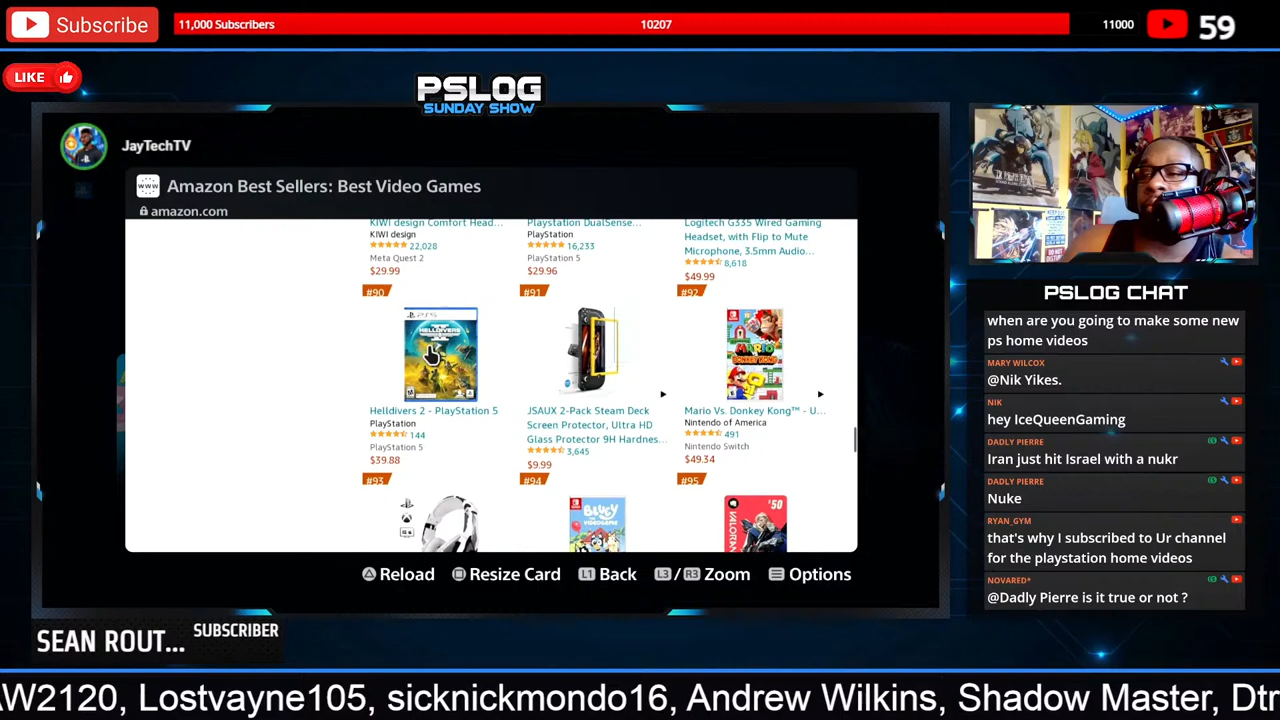 Subscribe
11,000 Subscribers
10207
11000
59
LIKE
PSLOG
SUNDAY SHOW
JayTechTV
www
Amazon Best Sellers: Best Video Games
amazon.com
KIWI design Comfort Head...
KIWI design
22,028
Meta Quest 2
$29.99
Playstation DualSense...
PlayStation
16,233
PlayStation 5
$29.96
Logitech G335 Wired Gaming
Headset, with Flip to Mute
Microphone, 3.5mm Audio...
8,618
$49.99
#90
#91
#92
PS5
HELLDIVERS
MARIO
Helldivers 2 - PlayStation 5
PlayStation
144
PlayStation 5
$39.88
JSAUX 2-Pack Steam Deck
Screen Protector, Ultra HD
Glass Protector 9H Hardnes...
3,645
$9.99
Mario Vs. Donkey Kong™ - U...
Nintendo of America
491
Nintendo Switch
$49.34
#93
#94
#95
BLUEY
$50
VALORANT
Reload
Resize Card
L1 Back
L3/R3 Zoom
Options
PSLOG CHAT
when are you going to make some new
ps home videos
MARY WILCOX
@Nik Yikes.
NIK
hey IceQueenGaming
DADLY PIERRE
Iran just hit Israel with a nukr
DADLY PIERRE
Nuke
RYAN_GYM
that's why I subscribed to Ur channel
for the playstation home videos
NOVARED*
@Dadly Pierre is it true or not ?
SEAN ROUT...
SUBSCRIBER
AW2120, Lostvayne105, sicknickmondo16, Andrew Wilkins, Shadow Master, Dtr